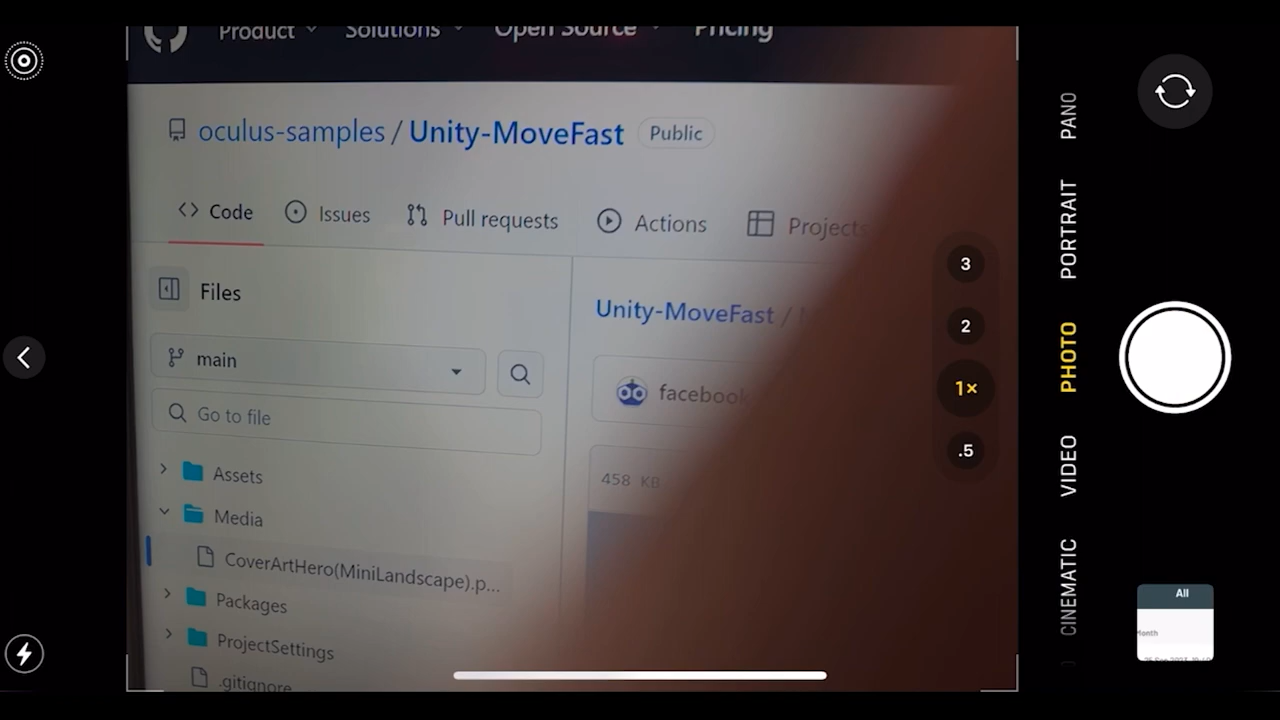 Product Solutions Open Source Pricing
oculus-samples / Unity-MoveFast Public
Code Issues Pull requests Actions Projects
Files
Unity-MoveFast /
main
facebook
Go to file
458 KB
Assets
Media
CoverArtHero(MiniLandscape).p...
Packages
ProjectSettings
.gitignore
3
2
1×
.5
PANO
PORTRAIT
PHOTO
VIDEO
CINEMATIC
All
Month